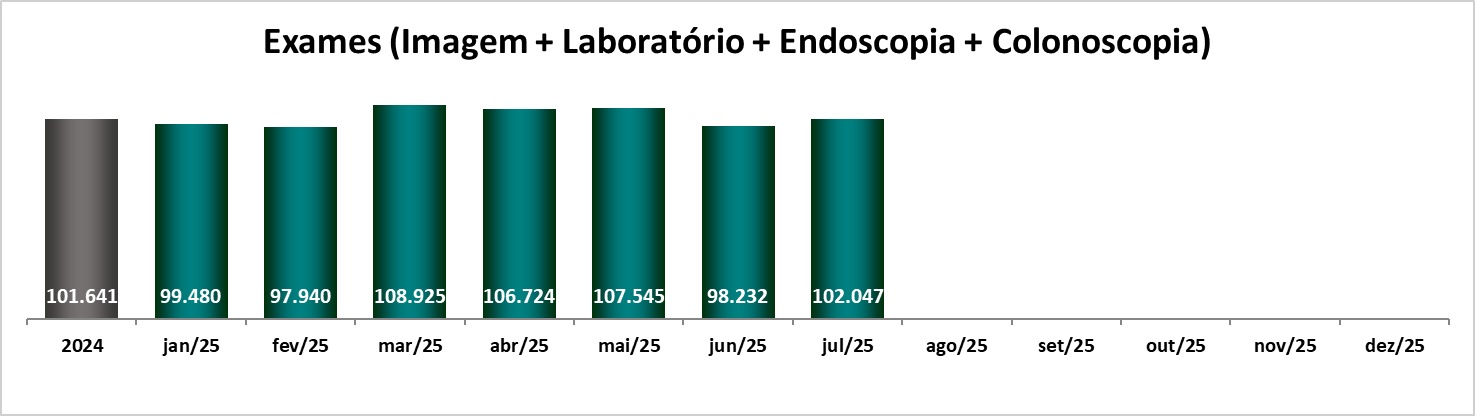 Exames (Imagem + Laboratório + Endoscopia + Colonoscopia)
101.641 99.480 97.940 108.925 106.724 107.545 98.232 102.047
2024 jan/25 fev/25 mar/25 abr/25 mai/25 jun/25 jul/25 ago/25 set/25 out/25 nov/25 dez/25